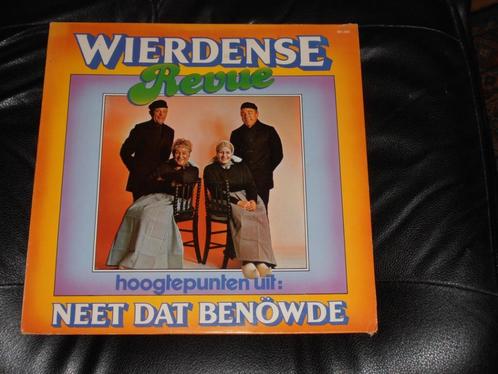 WIERDENSE
Revue
hoogtepunten uit:
NEET DAT BENÖWDE